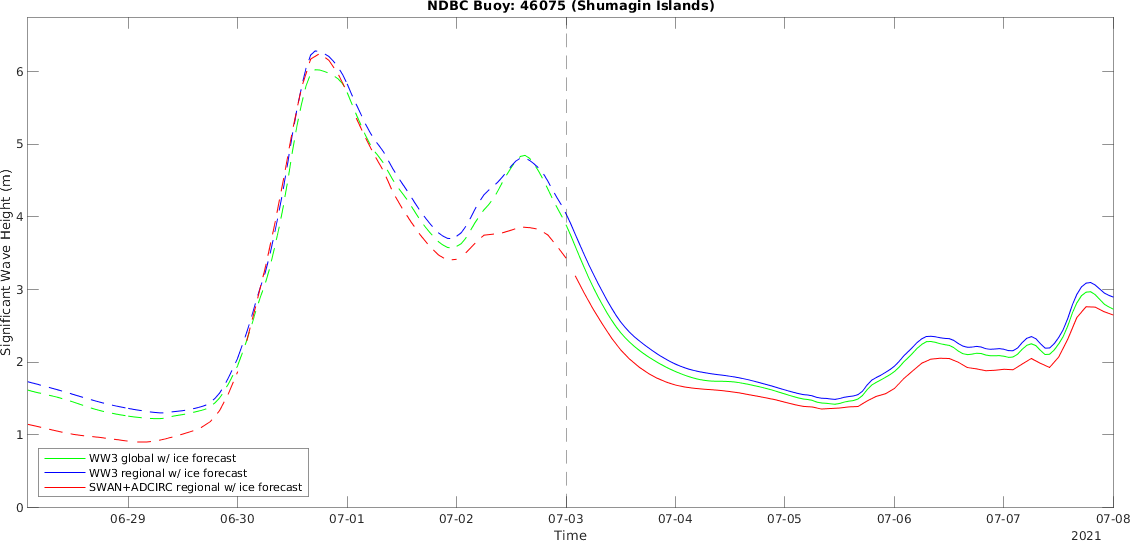 NDBC Buoy: 46075 (Shumagin Islands)
Significant Wave Height (m)
6
5
4
3
2
1
0
WW3 global w/ ice forecast
WW3 regional w/ ice forecast
SWAN+ADCIRC regional w/ ice forecast
06-29 06-30 07-01 07-02 07-03 07-04 07-05 07-06 07-07 07-08
Time
2021